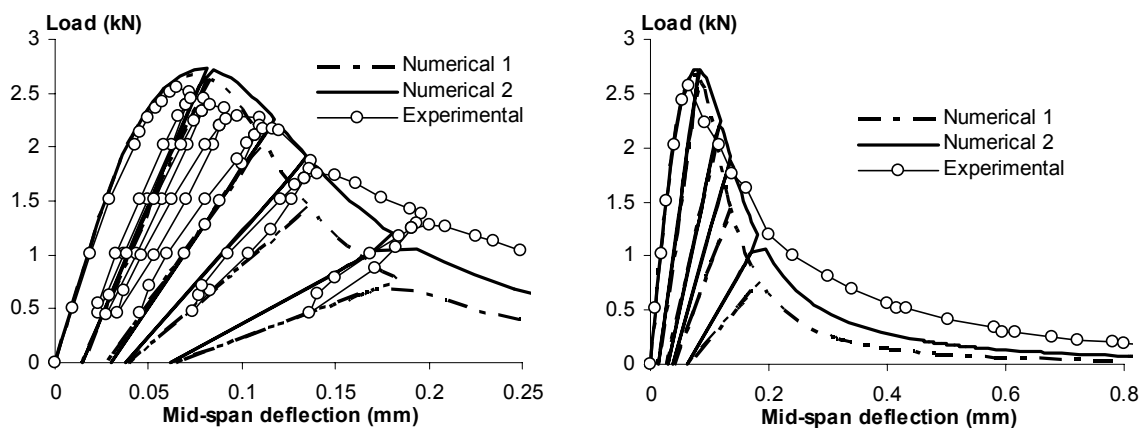 Load (kN)
3
2.5
2
1.5
1
0.5
0
0 0.05 0.1 0.15 0.2 0.25
Mid-span deflection (mm)
Numerical 1
Numerical 2
Experimental
Load (kN)
3
2.5
2
1.5
1
0.5
0
0 0.2 0.4 0.6 0.8
Mid-span deflection (mm)
Numerical 1
Numerical 2
Experimental